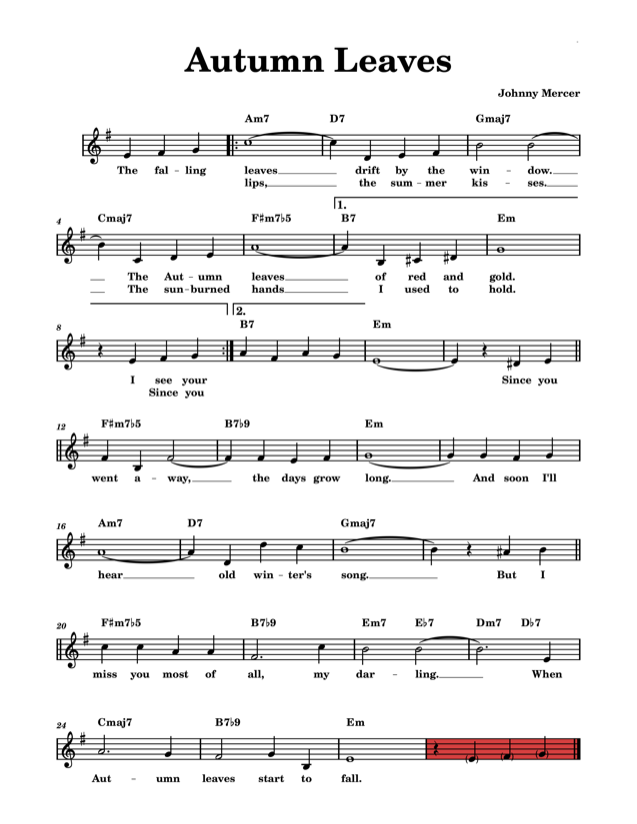 Autumn Leaves
Johnny Mercer
Am7 D7 Gmaj7
The fal - ling leaves drift by the win - dow.
lips, the sum - mer kis - ses.
1.
4 Cmaj7 F#m7♭5 B7 Em
The Aut - umn leaves of red and gold.
The sun - burned hands I used to hold.
2.
8 B7 Em
I see your Since you
Since you
12 F#m7♭5 B7♭9 Em
went a - way, the days grow long. And soon I'll
16 Am7 D7 Gmaj7
hear old win - ter's song. But I
20 F#m7♭5 B7♭9 Em7 E♭7 Dm7 D♭7
miss you most of all, my dar - ling. When
24 Cmaj7 B7♭9 Em
Aut - umn leaves start to fall.